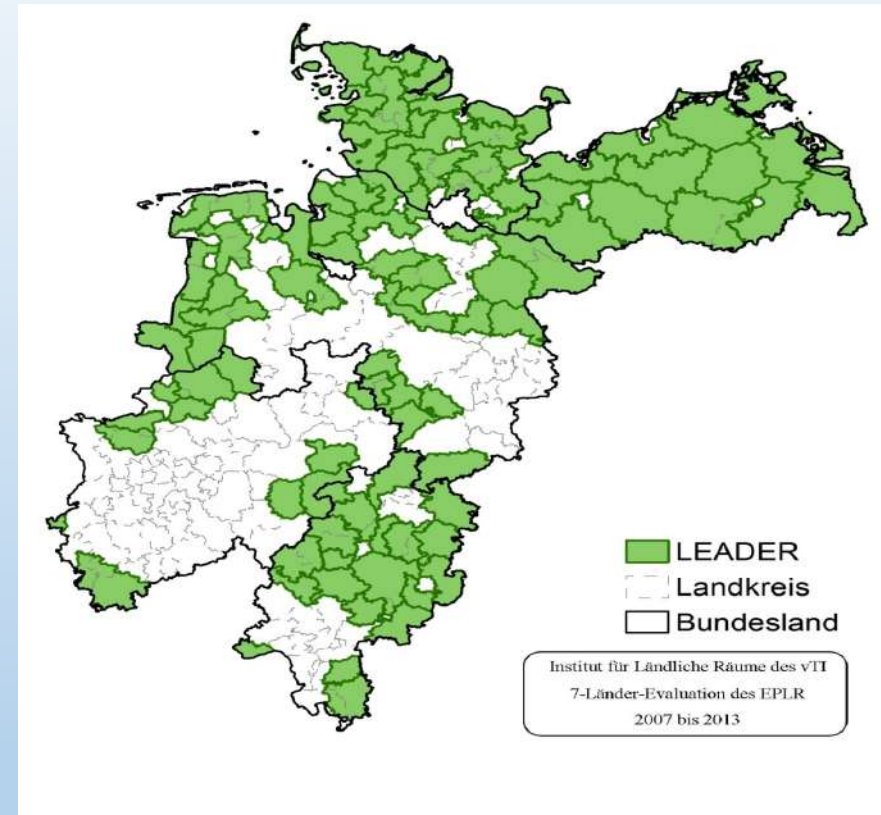 LEADER
Landkreis
Bundesland
Institut für Ländliche Räume des vTI
7-Länder-Evaluation des EPLR
2007 bis 2013